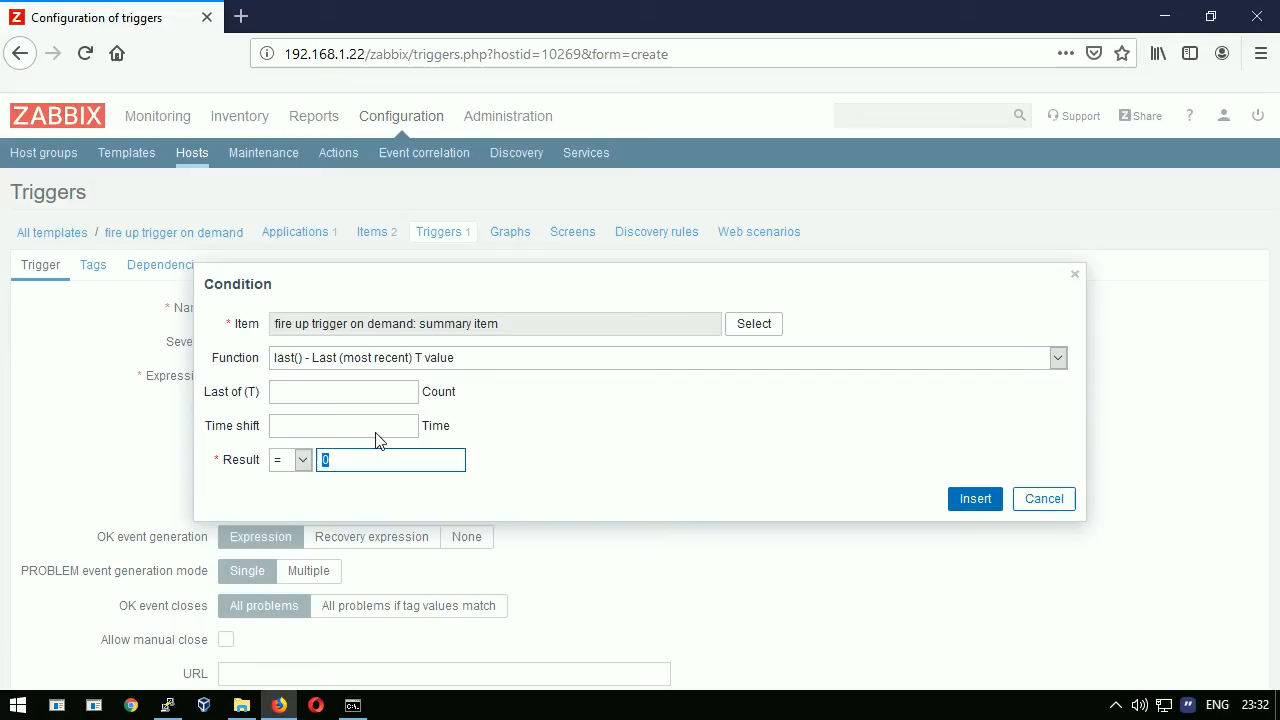 Z Configuration of triggers
192.168.1.22/zabbix/triggers.php?hostid=10269&form=create
ZABBIX Monitoring Inventory Reports Configuration Administration Support Z Share ?
Host groups Templates Hosts Maintenance Actions Event correlation Discovery Services
Triggers
All templates / fire up trigger on demand Applications 1 Items 2 Triggers 1 Graphs Screens Discovery rules Web scenarios
Trigger Tags Dependenci
Condition
* Nar
* Item fire up trigger on demand: summary item Select
Seve
Function last() - Last (most recent) T value
* Expressi
Last of (T) Count
Time shift Time
* Result = 0
Insert Cancel
OK event generation Expression Recovery expression None
PROBLEM event generation mode Single Multiple
OK event closes All problems All problems if tag values match
Allow manual close
URL
ENG 23:32